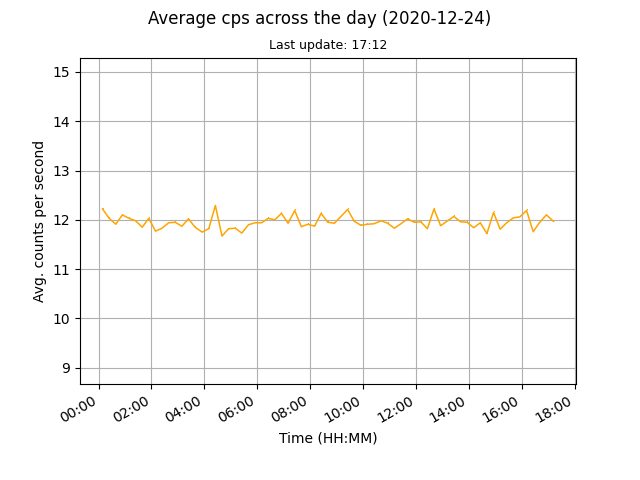 Average cps across the day (2020-12-24)
Last update: 17:12
15
14
13
12
11
10
9
Avg. counts per second
00:00 02:00 04:00 06:00 08:00 10:00 12:00 14:00 16:00 18:00
Time (HH:MM)